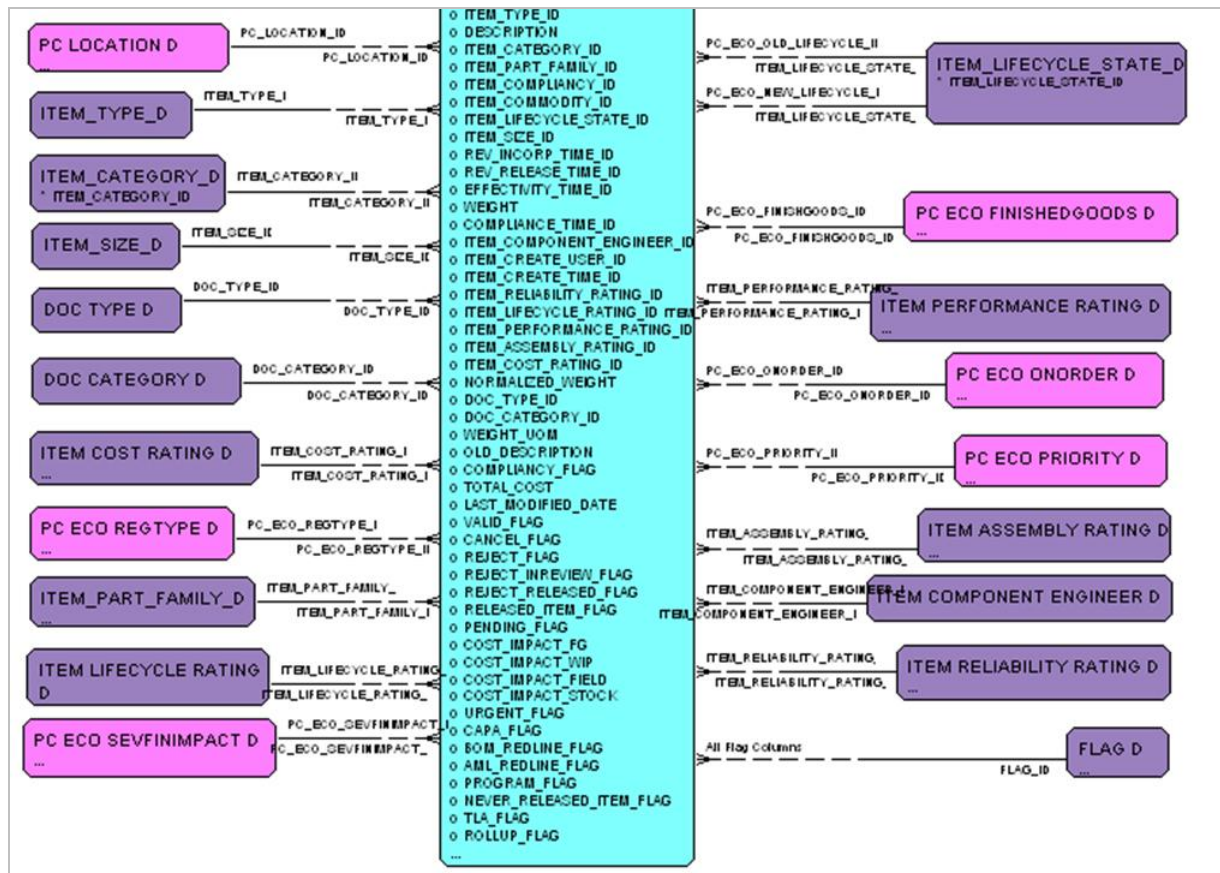 PC LOCATION D
...
PC_LOCATION_ID
PC_LOCATION_ID
ITEM_TYPE_D
ITEM_TYPE_I
ITEM_TYPE_I
ITEM_CATEGORY_D
* ITEM_CATEGORY_ID
ITEM_CATEGORY_II
ITEM_CATEGORY_II
ITEM_SIZE_D
ITEM_SIZE_II
ITEM_SIZE_II
DOC TYPE D
DOC_TYPE_ID
DOC_TYPE_ID
DOC CATEGORY D
DOC_CATEGORY_ID
DOC_CATEGORY_ID
ITEM COST RATING D
...
ITEM_COST_RATING_I
ITEM_COST_RATING_I
PC ECO REGTYPE D
...
PC_ECO_REGTYPE_I
PC_ECO_REGTYPE_II
ITEM_PART_FAMILY_D
...
ITEM_PART_FAMILY_
ITEM_PART_FAMILY_I
ITEM LIFECYCLE RATING
D
ITEM_LIFECYCLE_RATING_
ITEM_LIFECYCLE_RATING_
PC ECO SEVFINIMPACT D
...
PC_ECO_SEVFINIMPACT_I
PC_ECO_SEVFINIMPACT_
o ITEM_TYPE_ID
o DESCRIPTION
o ITEM_CATEGORY_ID
o ITEM_PART_FAMILY_ID
o ITEM_COMPLIANCY_ID
o ITEM_COMMODITY_ID
o ITEM_LIFECYCLE_STATE_ID
o ITEM_SIZE_ID
o REV_INCORP_TIME_ID
o REV_RELEASE_TIME_ID
o EFFECTIVITY_TIME_ID
o WEIGHT
o COMPLIANCE_TIME_ID
o ITEM_COMPONENT_ENGINEER_ID
o ITEM_CREATE_USER_ID
o ITEM_CREATE_TIME_ID
o ITEM_RELIABILITY_RATING_ID
o ITEM_LIFECYCLE_RATING_ID
o ITEM_PERFORMANCE_RATING_ID
o ITEM_ASSEMBLY_RATING_ID
o ITEM_COST_RATING_ID
o NORMALIZED_WEIGHT
o DOC_TYPE_ID
o DOC_CATEGORY_ID
o WEIGHT_UOM
o OLD_DESCRIPTION
o COMPLIANCY_FLAG
o TOTAL_COST
o LAST_MODIFIED_DATE
o VALID_FLAG
o CANCEL_FLAG
o REJECT_FLAG
o REJECT_INREVIEW_FLAG
o REJECT_RELEASED_FLAG
o RELEASED_ITEM_FLAG
o PENDING_FLAG
o COST_IMPACT_FG
o COST_IMPACT_WIP
o COST_IMPACT_FIELD
o COST_IMPACT_STOCK
o URGENT_FLAG
o CAPA_FLAG
o BOM_REDLINE_FLAG
o AML_REDLINE_FLAG
o PROGRAM_FLAG
o NEVER_RELEASED_ITEM_FLAG
o TLA_FLAG
o ROLLUP_FLAG
...
PC_ECO_OLD_LIFECYCLE_II
ITEM_LIFECYCLE_STATE_
PC_ECO_NEW_LIFECYCLE_I
ITEM_LIFECYCLE_STATE_
ITEM_LIFECYCLE_STATE_D
* ITEM_LIFECYCLE_STATE_ID
PC_ECO_FINISHGOODS_ID
PC_ECO_FINISHGOODS_ID
PC ECO FINISHEDGOODS D
...
ITEM_PERFORMANCE_RATING_
ITEM_PERFORMANCE_RATING_I
ITEM PERFORMANCE RATING D
...
PC_ECO_ONORDER_ID
PC_ECO_ONORDER_ID
PC ECO ONORDER D
...
PC_ECO_PRIORITY_II
PC_ECO_PRIORITY_II
PC ECO PRIORITY D
...
ITEM_ASSEMBLY_RATING_
ITEM_ASSEMBLY_RATING_
ITEM ASSEMBLY RATING D
...
ITEM_COMPONENT_ENGINEER_I
ITEM_COMPONENT_ENGINEER_I
ITEM COMPONENT ENGINEER D
ITEM_RELIABILITY_RATING_
ITEM_RELIABILITY_RATING_
ITEM RELIABILITY RATING D
...
All Flag Columns
FLAG_ID
FLAG D
...